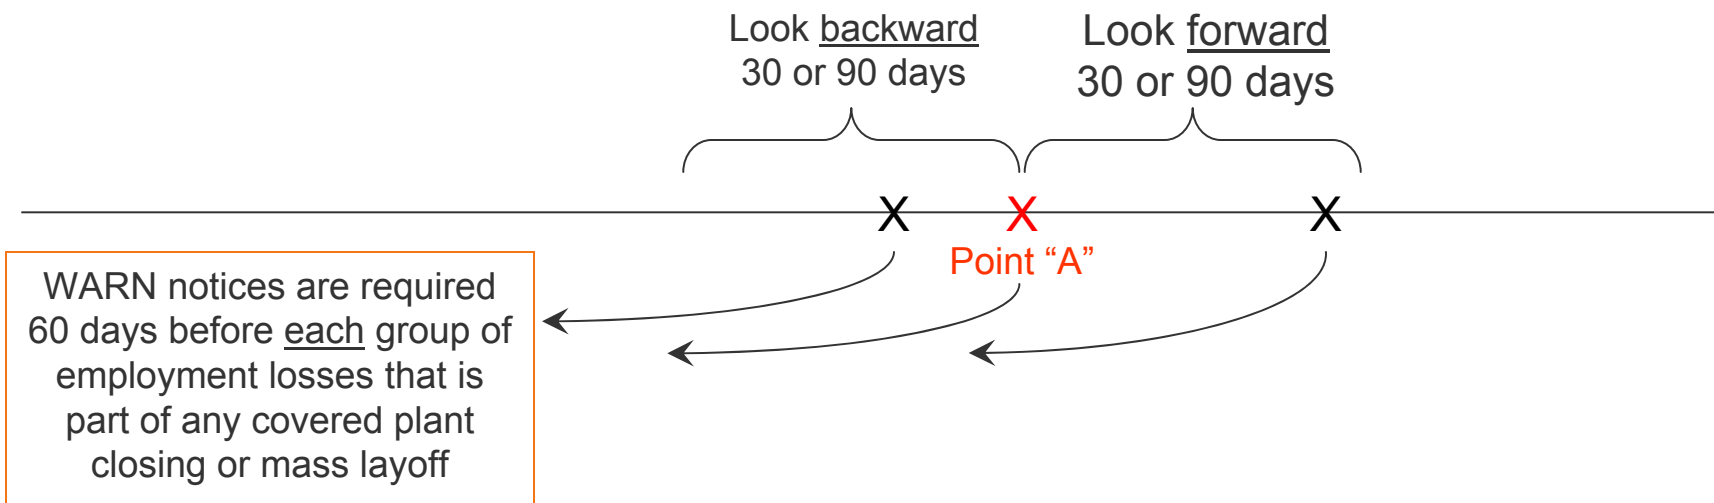 Look backward
30 or 90 days
Look forward
30 or 90 days
X
X
X
Point “A”
WARN notices are required
60 days before each group of
employment losses that is
part of any covered plant
closing or mass layoff